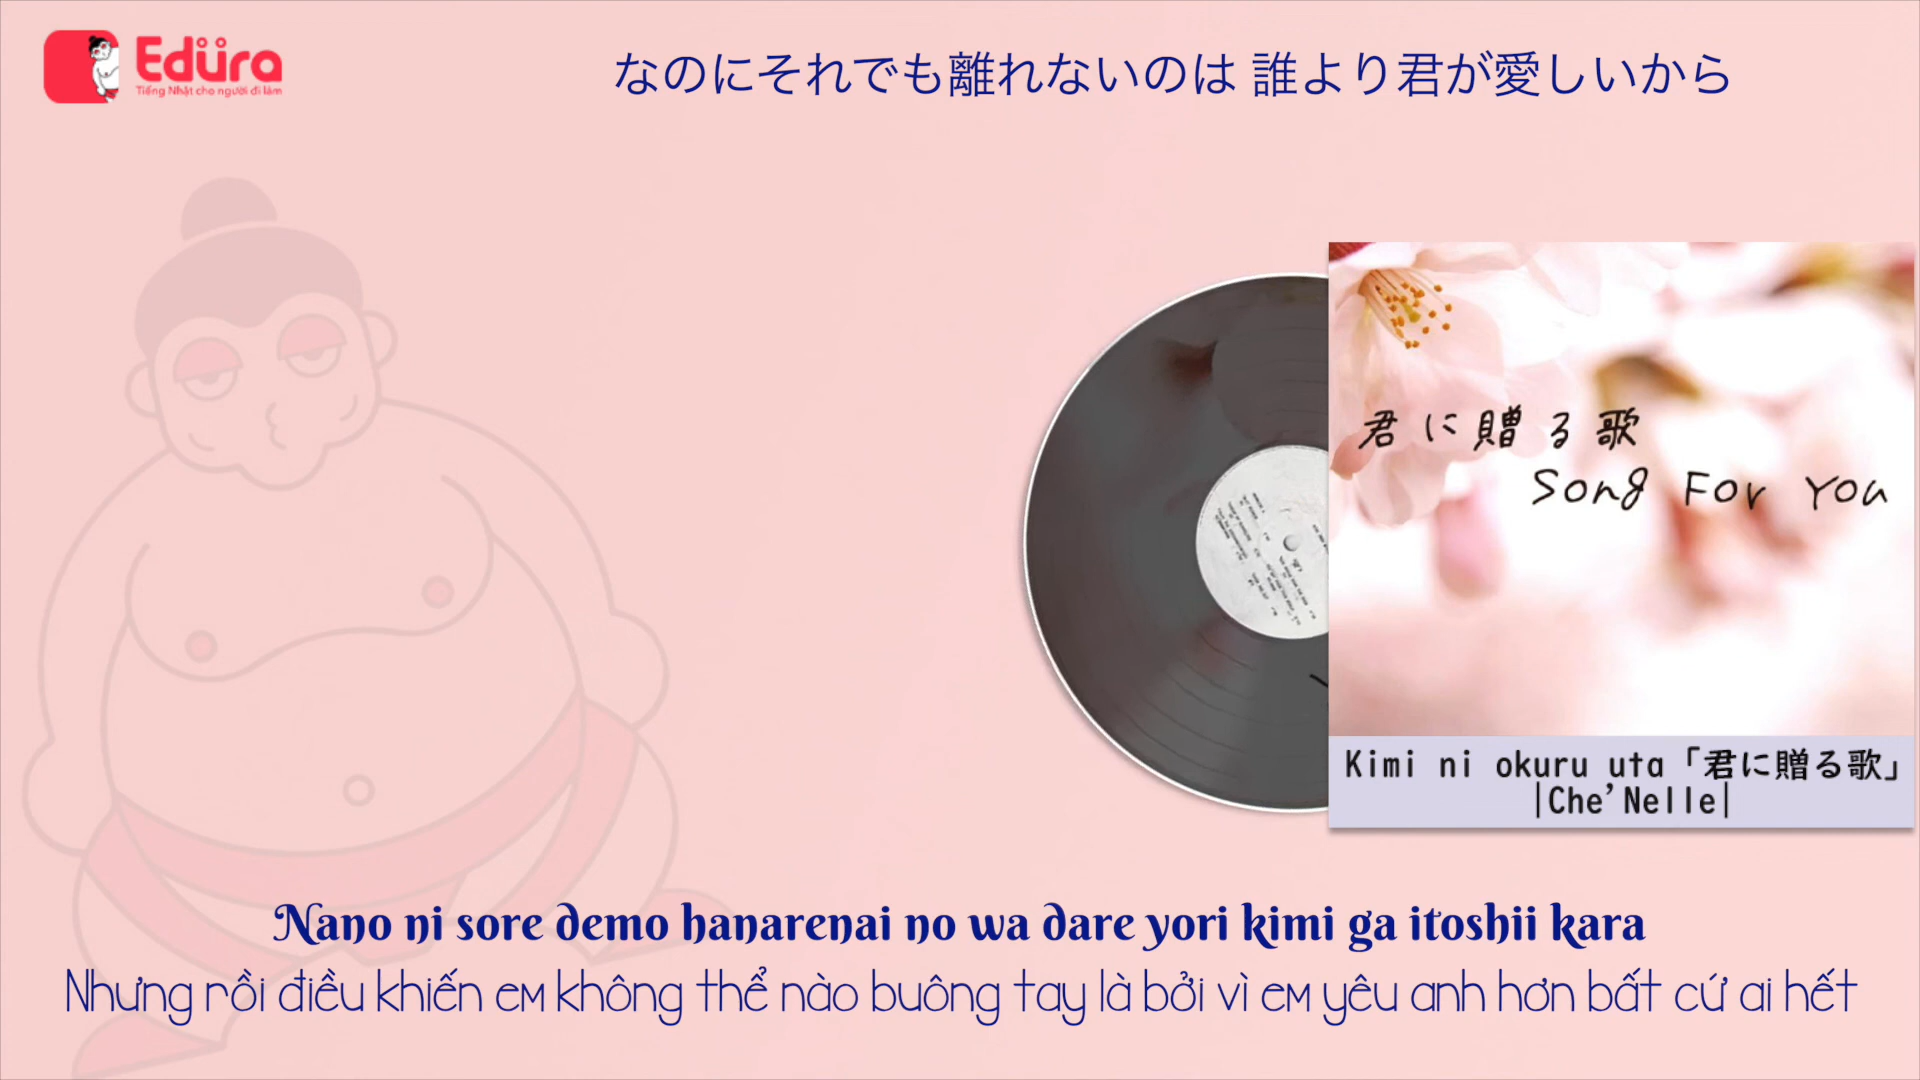 Edüra
Tiếng Nhật cho người đi làm
なのにそれでも離れないのは 誰より君が愛しいから
君に贈る歌
Song For You
Kimi ni okuru uta「君に贈る歌」
|Che'Nelle|
Nano ni sore demo hanarenai no wa dare yori kimi ga itoshii kara
Nhưng rồi điều khiến em không thể nào buông tay là bởi vì em yêu anh hơn bất cứ ai hết